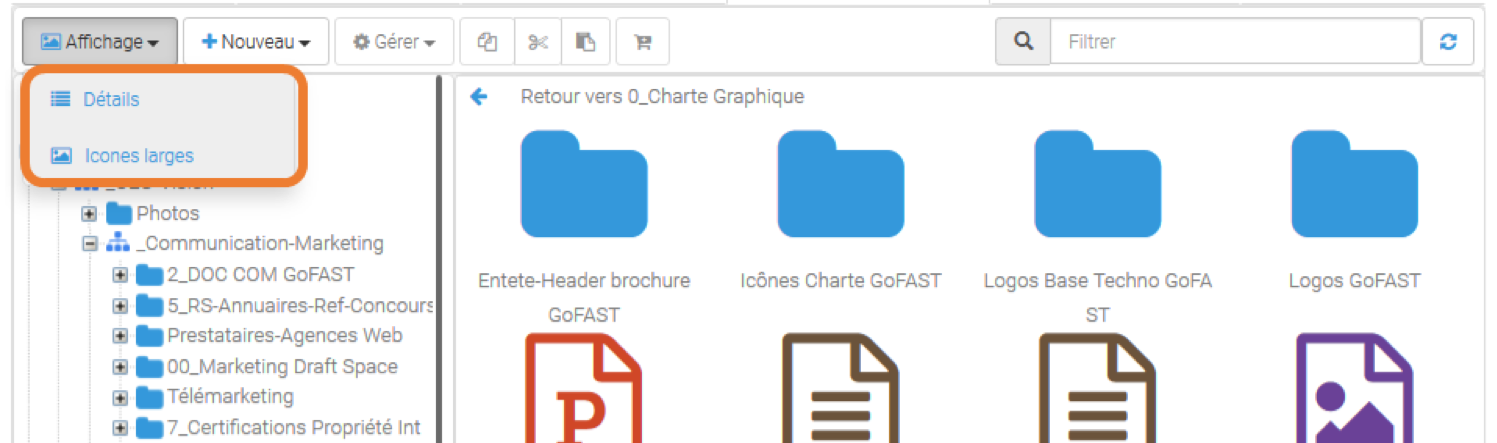 Affichage
Nouveau
Gérer
Filtrer
Détails
Icones larges
Photos
_Communication-Marketing
2_DOC COM GoFAST
5_RS-Annuaires-Ref-Concours
Prestataires-Agences Web
00_Marketing Draft Space
Télémarketing
7_Certifications Propriété Int
Retour vers 0_Charte Graphique
Entete-Header brochure
GoFAST
Icônes Charte GoFAST
Logos Base Techno GoFA
ST
Logos GoFAST
P